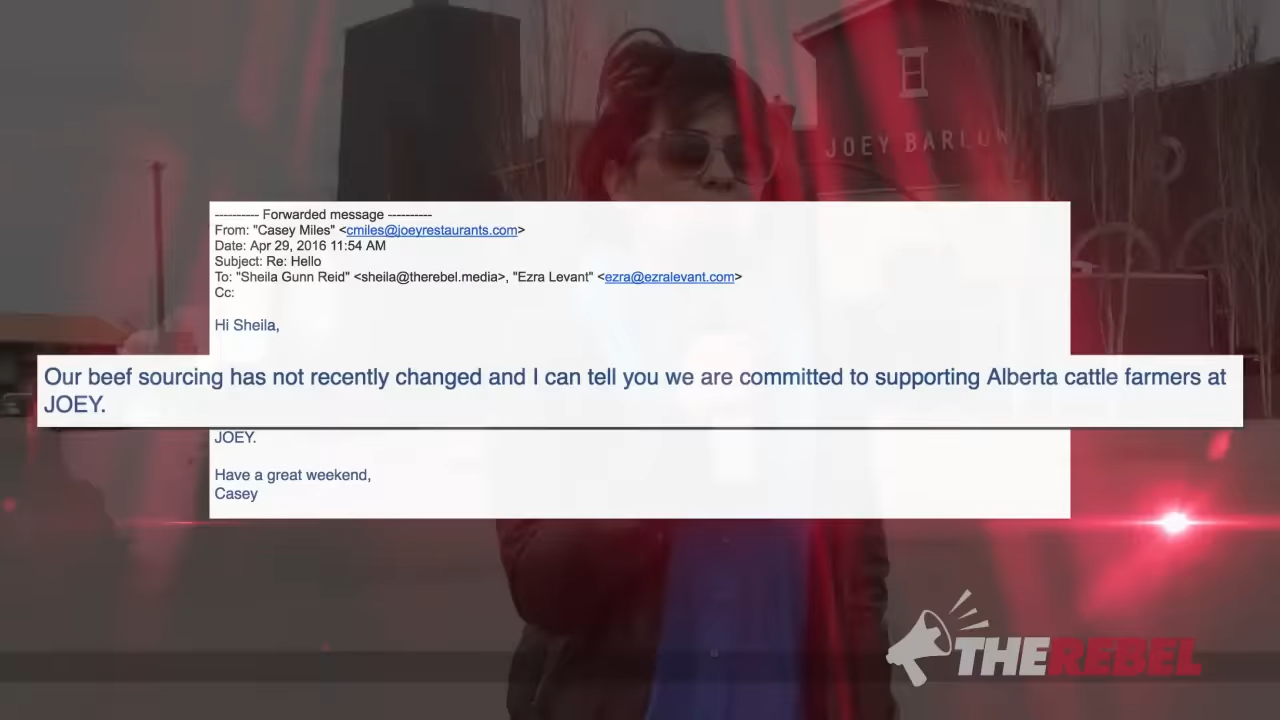 JOEY BARLOW
---------- Forwarded message ----------
From: "Casey Miles" <cmiles@joeyrestaurants.com>
Date: Apr 29, 2016 11:54 AM
Subject: Re: Hello
To: "Sheila Gunn Reid" <sheila@therebel.media>, "Ezra Levant" <ezra@ezralevant.com>
Cc:
Hi Sheila,
Our beef sourcing has not recently changed and I can tell you we are committed to supporting Alberta cattle farmers at
JOEY.
JOEY.
Have a great weekend,
Casey
THEREBEL